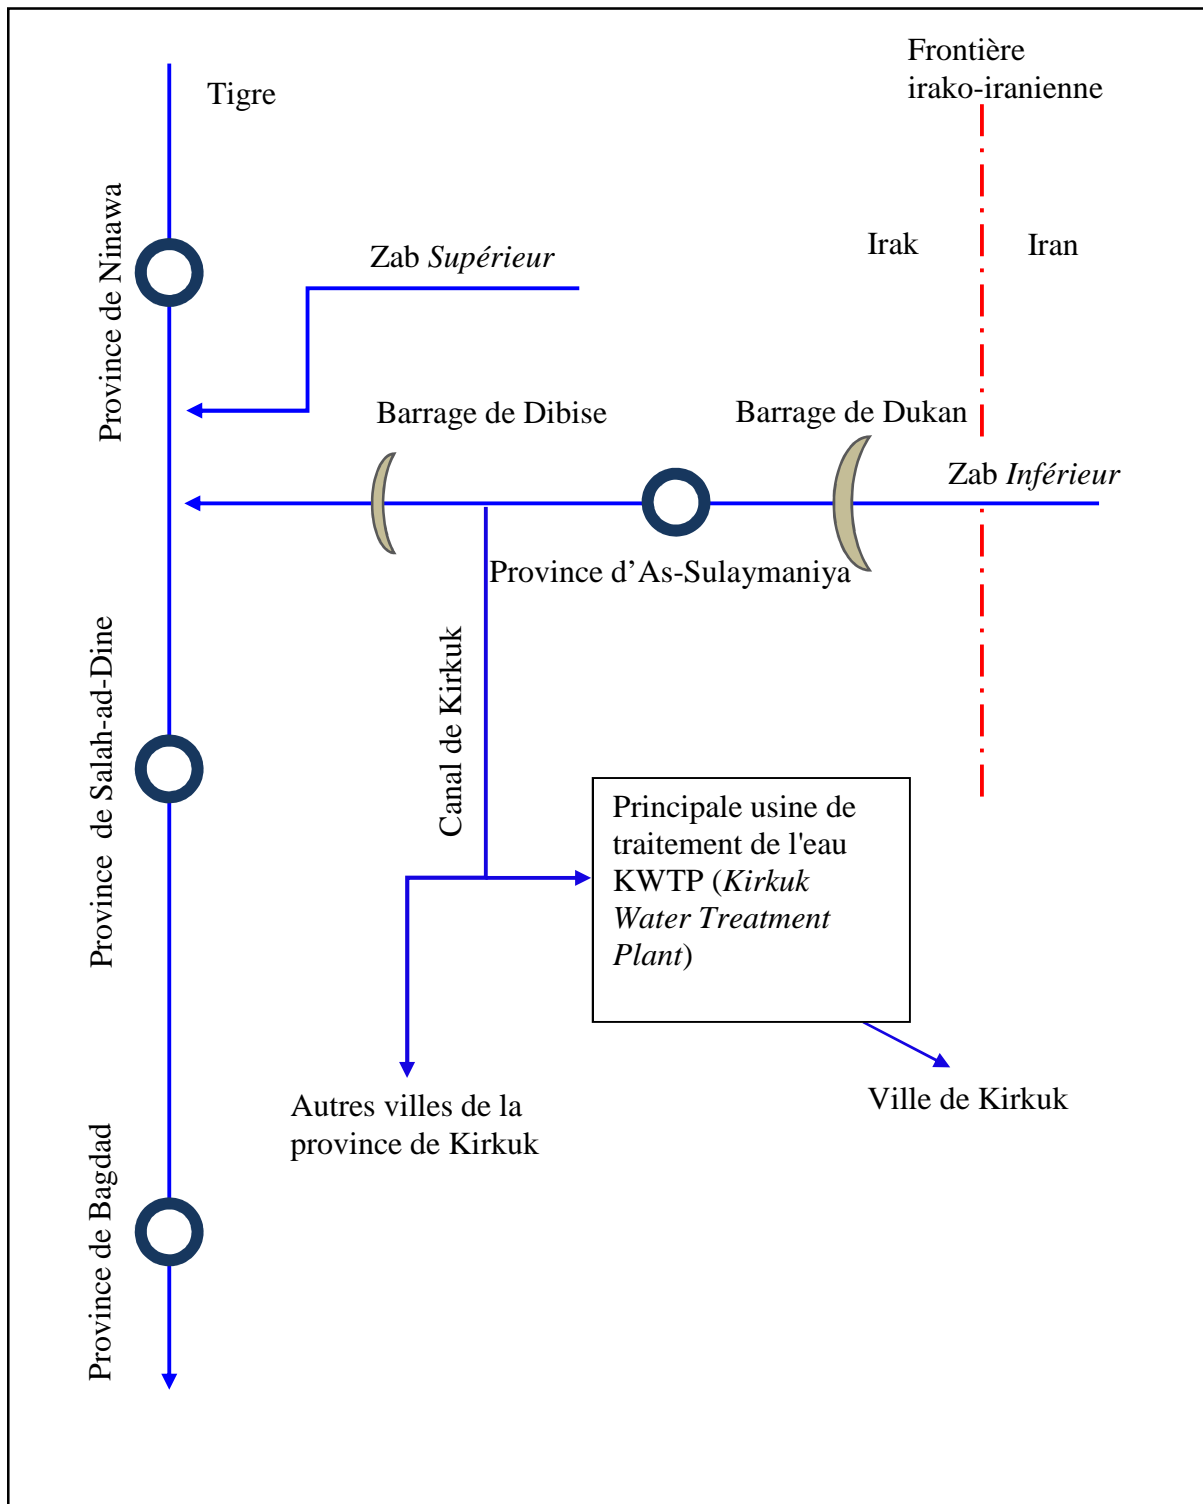 Frontière
irako-iranienne
Tigre
Province de Ninawa
Zab Supérieur
Irak
Iran
Barrage de Dibise
Barrage de Dukan
Zab Inférieur
Province d’As-Sulaymaniya
Province de Salah-ad-Dine
Canal de Kirkuk
Principale usine de
traitement de l'eau
KWTP (Kirkuk
Water Treatment
Plant)
Autres villes de la
province de Kirkuk
Ville de Kirkuk
Province de Bagdad